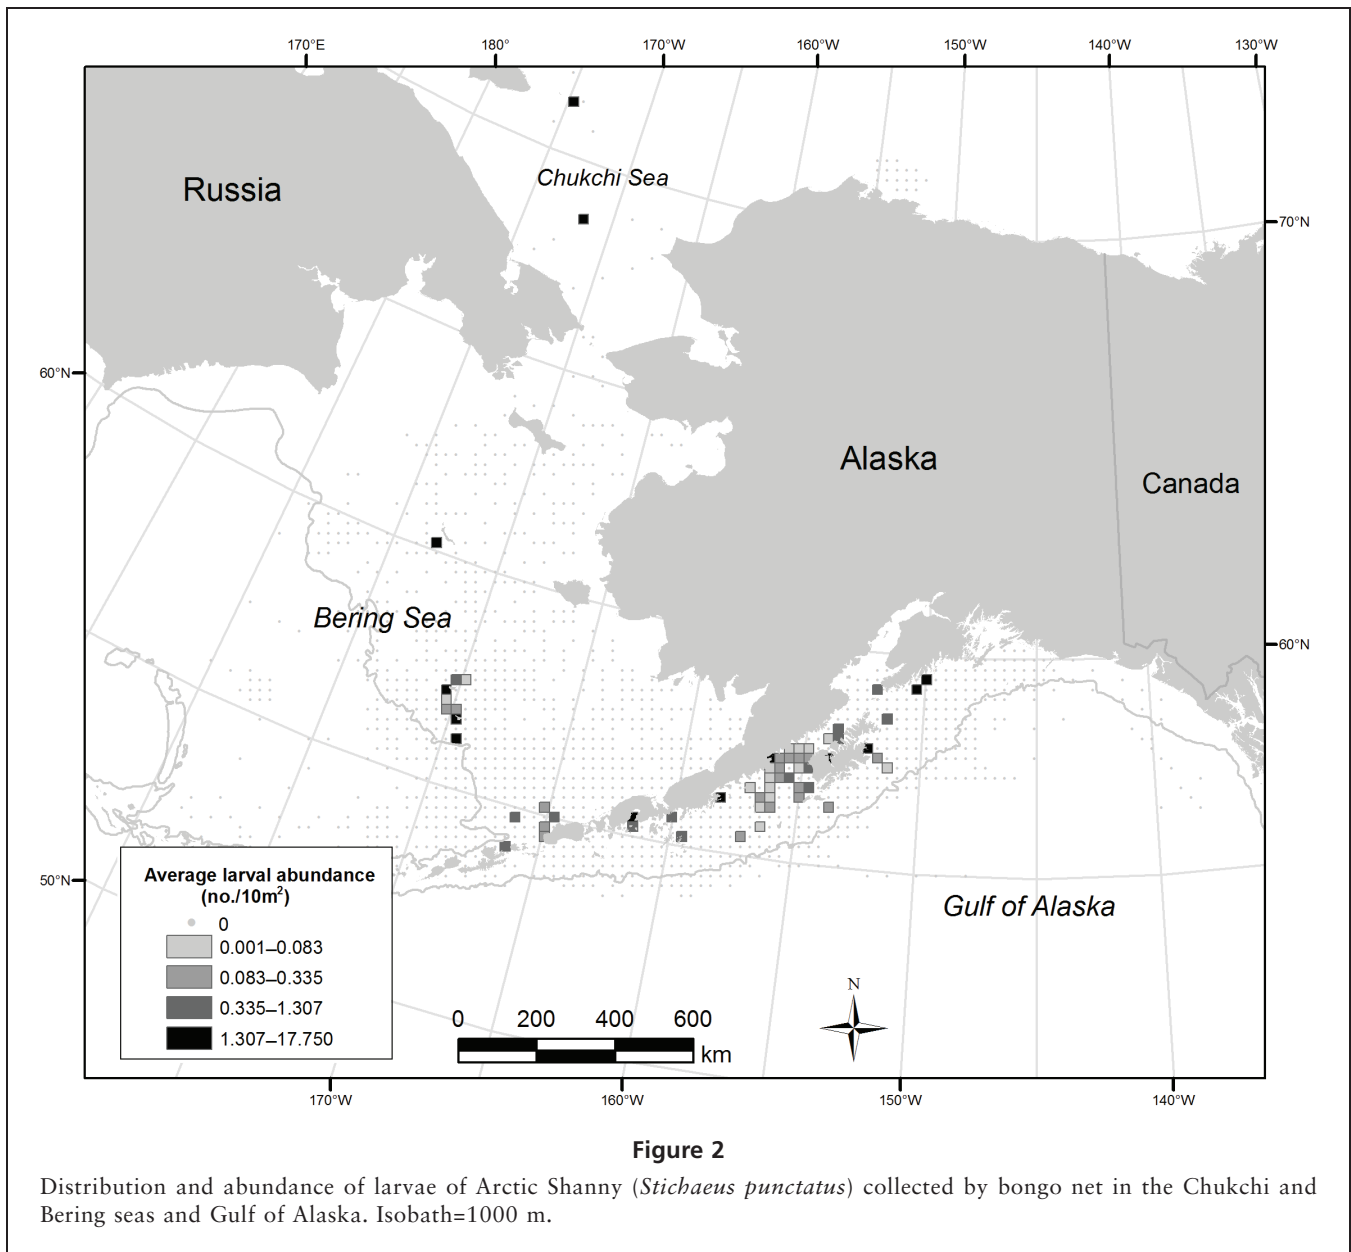 170°E 180° 170°W 160°W 150°W 140°W 130°W
Chukchi Sea
Russia
70°N
60°N
Alaska
Canada
Bering Sea
60°N
Average larval abundance
(no./10m²)
0
0.001–0.083
0.083–0.335
0.335–1.307
1.307–17.750
50°N
Gulf of Alaska
N
0 200 400 600
km
170°W 160°W 150°W 140°W
Figure 2
Distribution and abundance of larvae of Arctic Shanny (Stichaeus punctatus) collected by bongo net in the Chukchi and
Bering seas and Gulf of Alaska. Isobath=1000 m.